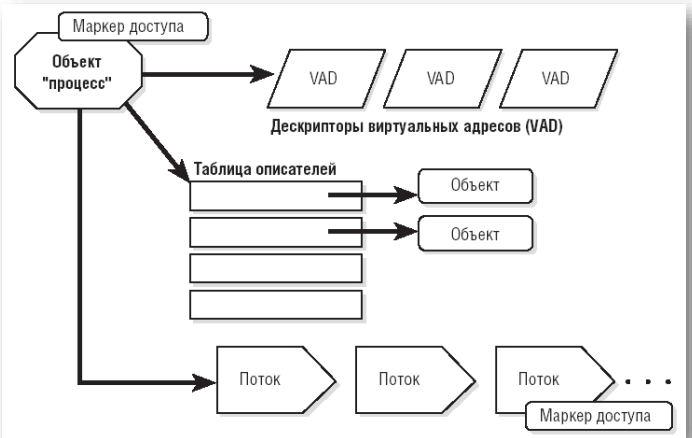 Маркер доступа
Объект
"процесс"
VAD
VAD
VAD
Дескрипторы виртуальных адресов (VAD)
Таблица описателей
Объект
Объект
Поток
Поток
Поток
Маркер доступа